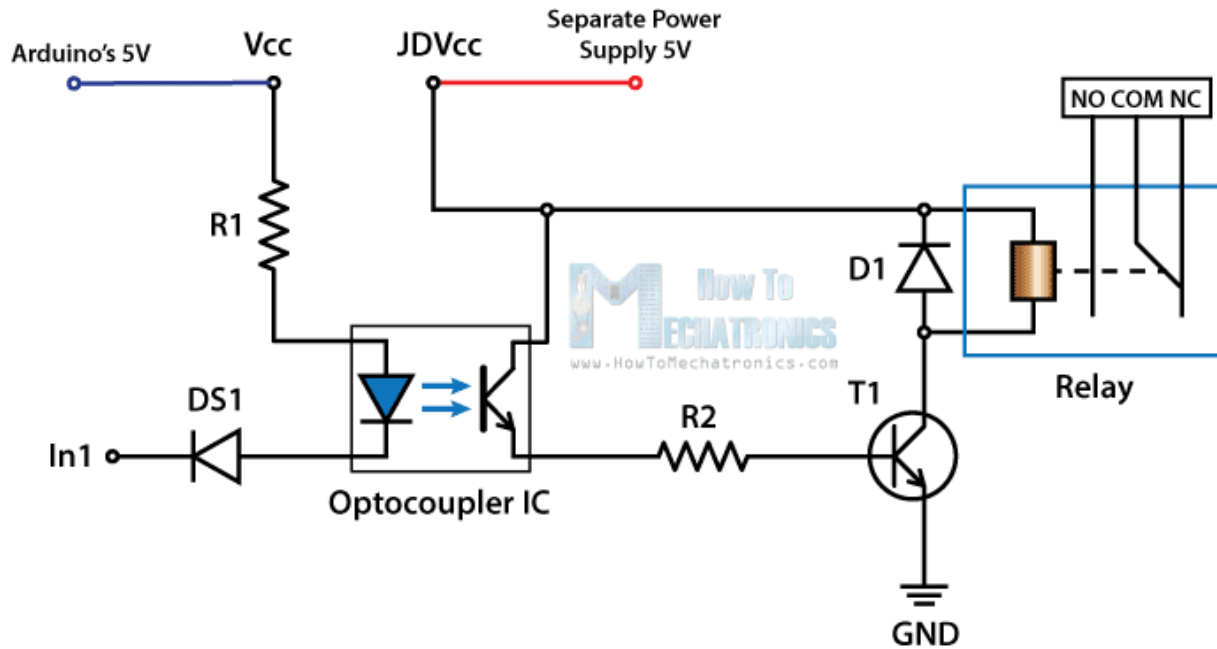 Separate Power
Supply 5V
Arduino's 5V
Vcc
JDVcc
NO COM NC
R1
D1
How To
MECHATRONICS
www.HowToMechatronics.com
DS1
T1
Relay
R2
In1
Optocoupler IC
GND